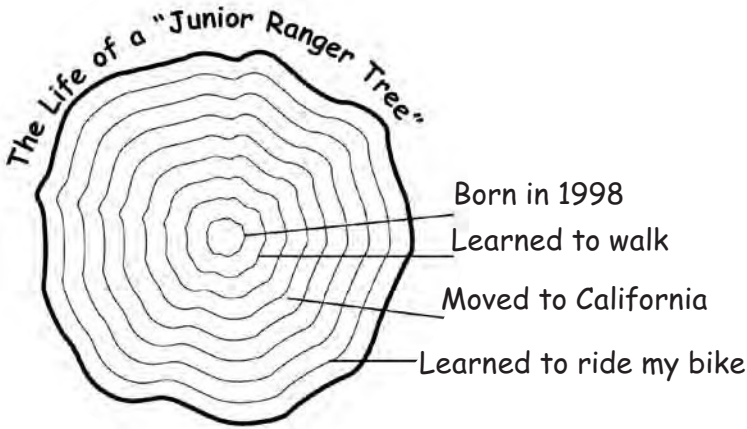 The Life of a “Junior Ranger Tree”
Born in 1998
Learned to walk
Moved to California
Learned to ride my bike